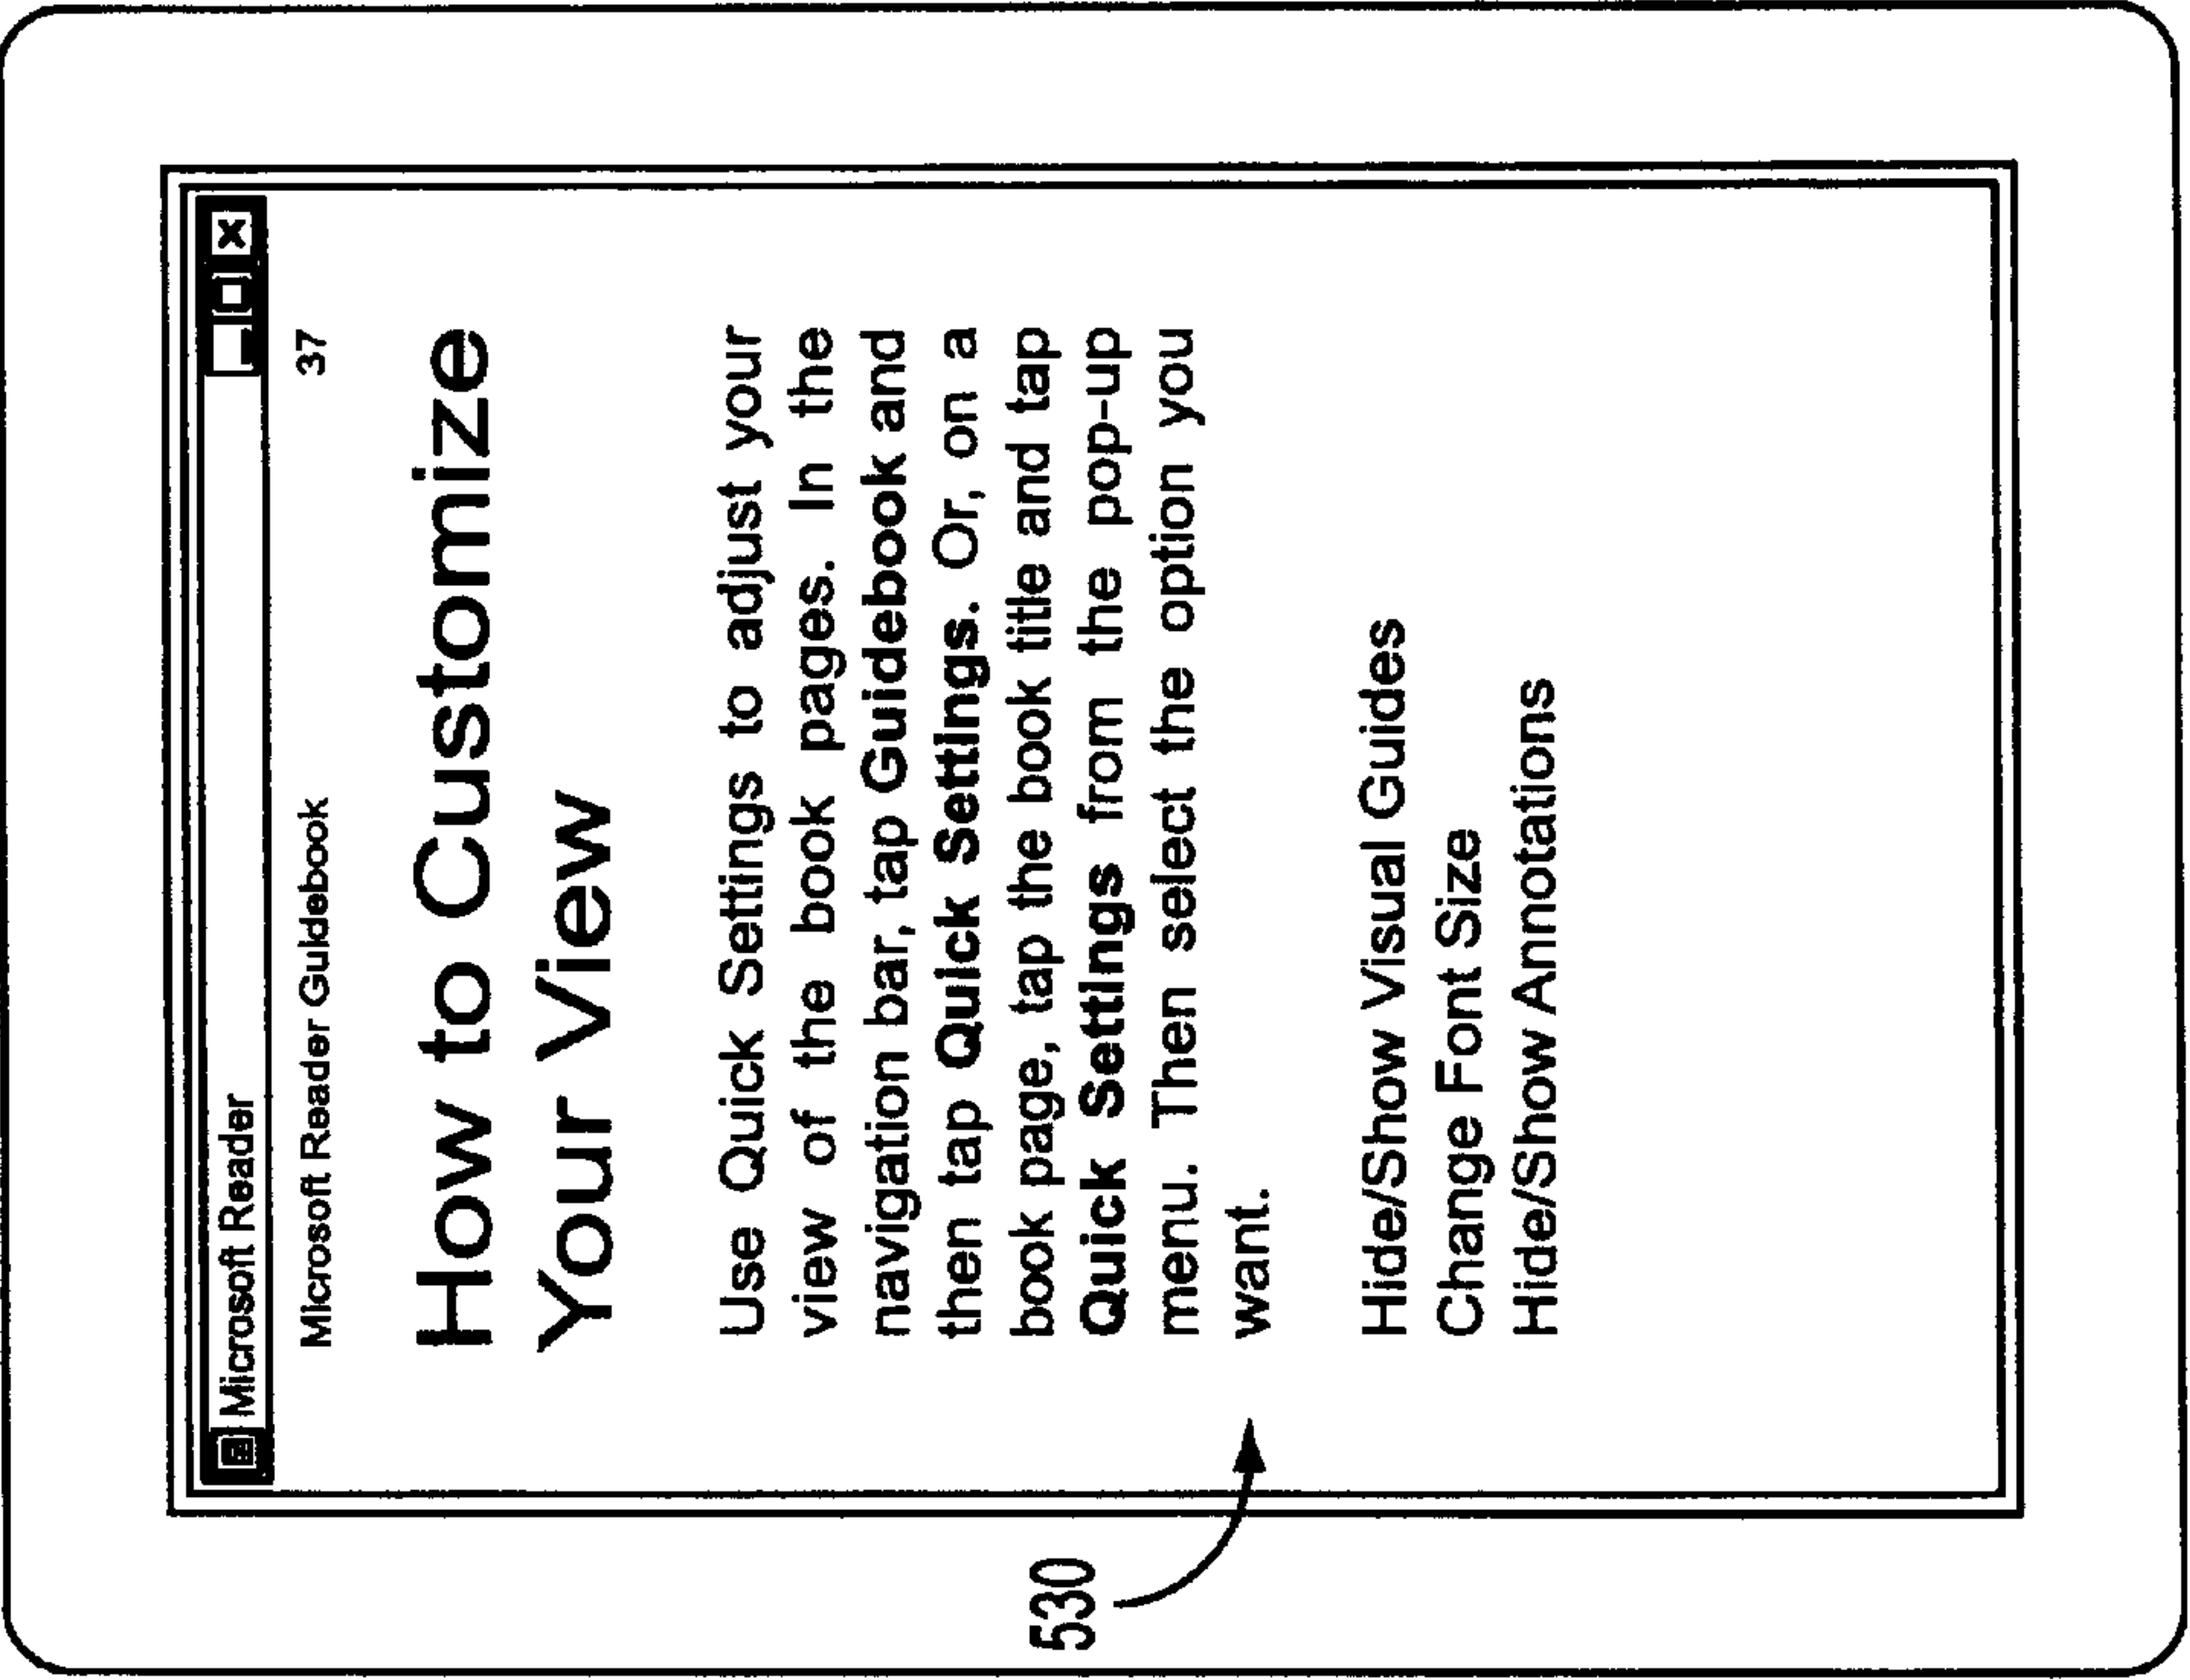 Microsoft Reader
Microsoft Reader Guidebook 37
How to Customize
Your View
Use Quick Settings to adjust your
view of the book pages. In the
navigation bar, tap Guidebook and
then tap Quick Settings. Or, on a
book page, tap the book title and tap
Quick Settings from the pop-up
menu. Then select the option you
want.
Hide/Show Visual Guides
Change Font Size
Hide/Show Annotations
530